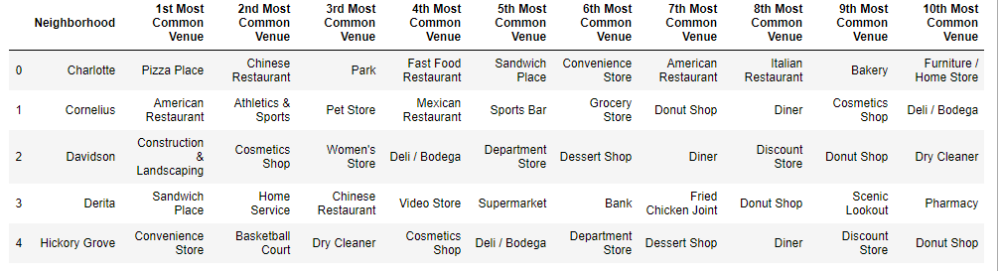 Neighborhood 1st Most Common Venue 2nd Most Common Venue 3rd Most Common Venue 4th Most Common Venue 5th Most Common Venue 6th Most Common Venue 7th Most Common Venue 8th Most Common Venue 9th Most Common Venue 10th Most Common Venue
0 Charlotte Pizza Place Chinese Restaurant Park Fast Food Restaurant Sandwich Place Convenience Store American Restaurant Italian Restaurant Bakery Furniture / Home Store
1 Cornelius American Restaurant Athletics & Sports Pet Store Mexican Restaurant Sports Bar Grocery Store Donut Shop Diner Cosmetics Shop Deli / Bodega
2 Davidson Construction & Landscaping Cosmetics Shop Women's Store Deli / Bodega Department Store Dessert Shop Diner Discount Store Donut Shop Dry Cleaner
3 Derita Sandwich Place Home Service Chinese Restaurant Video Store Supermarket Bank Fried Chicken Joint Donut Shop Scenic Lookout Pharmacy
4 Hickory Grove Convenience Store Basketball Court Dry Cleaner Cosmetics Shop Deli / Bodega Department Store Dessert Shop Diner Discount Store Donut Shop